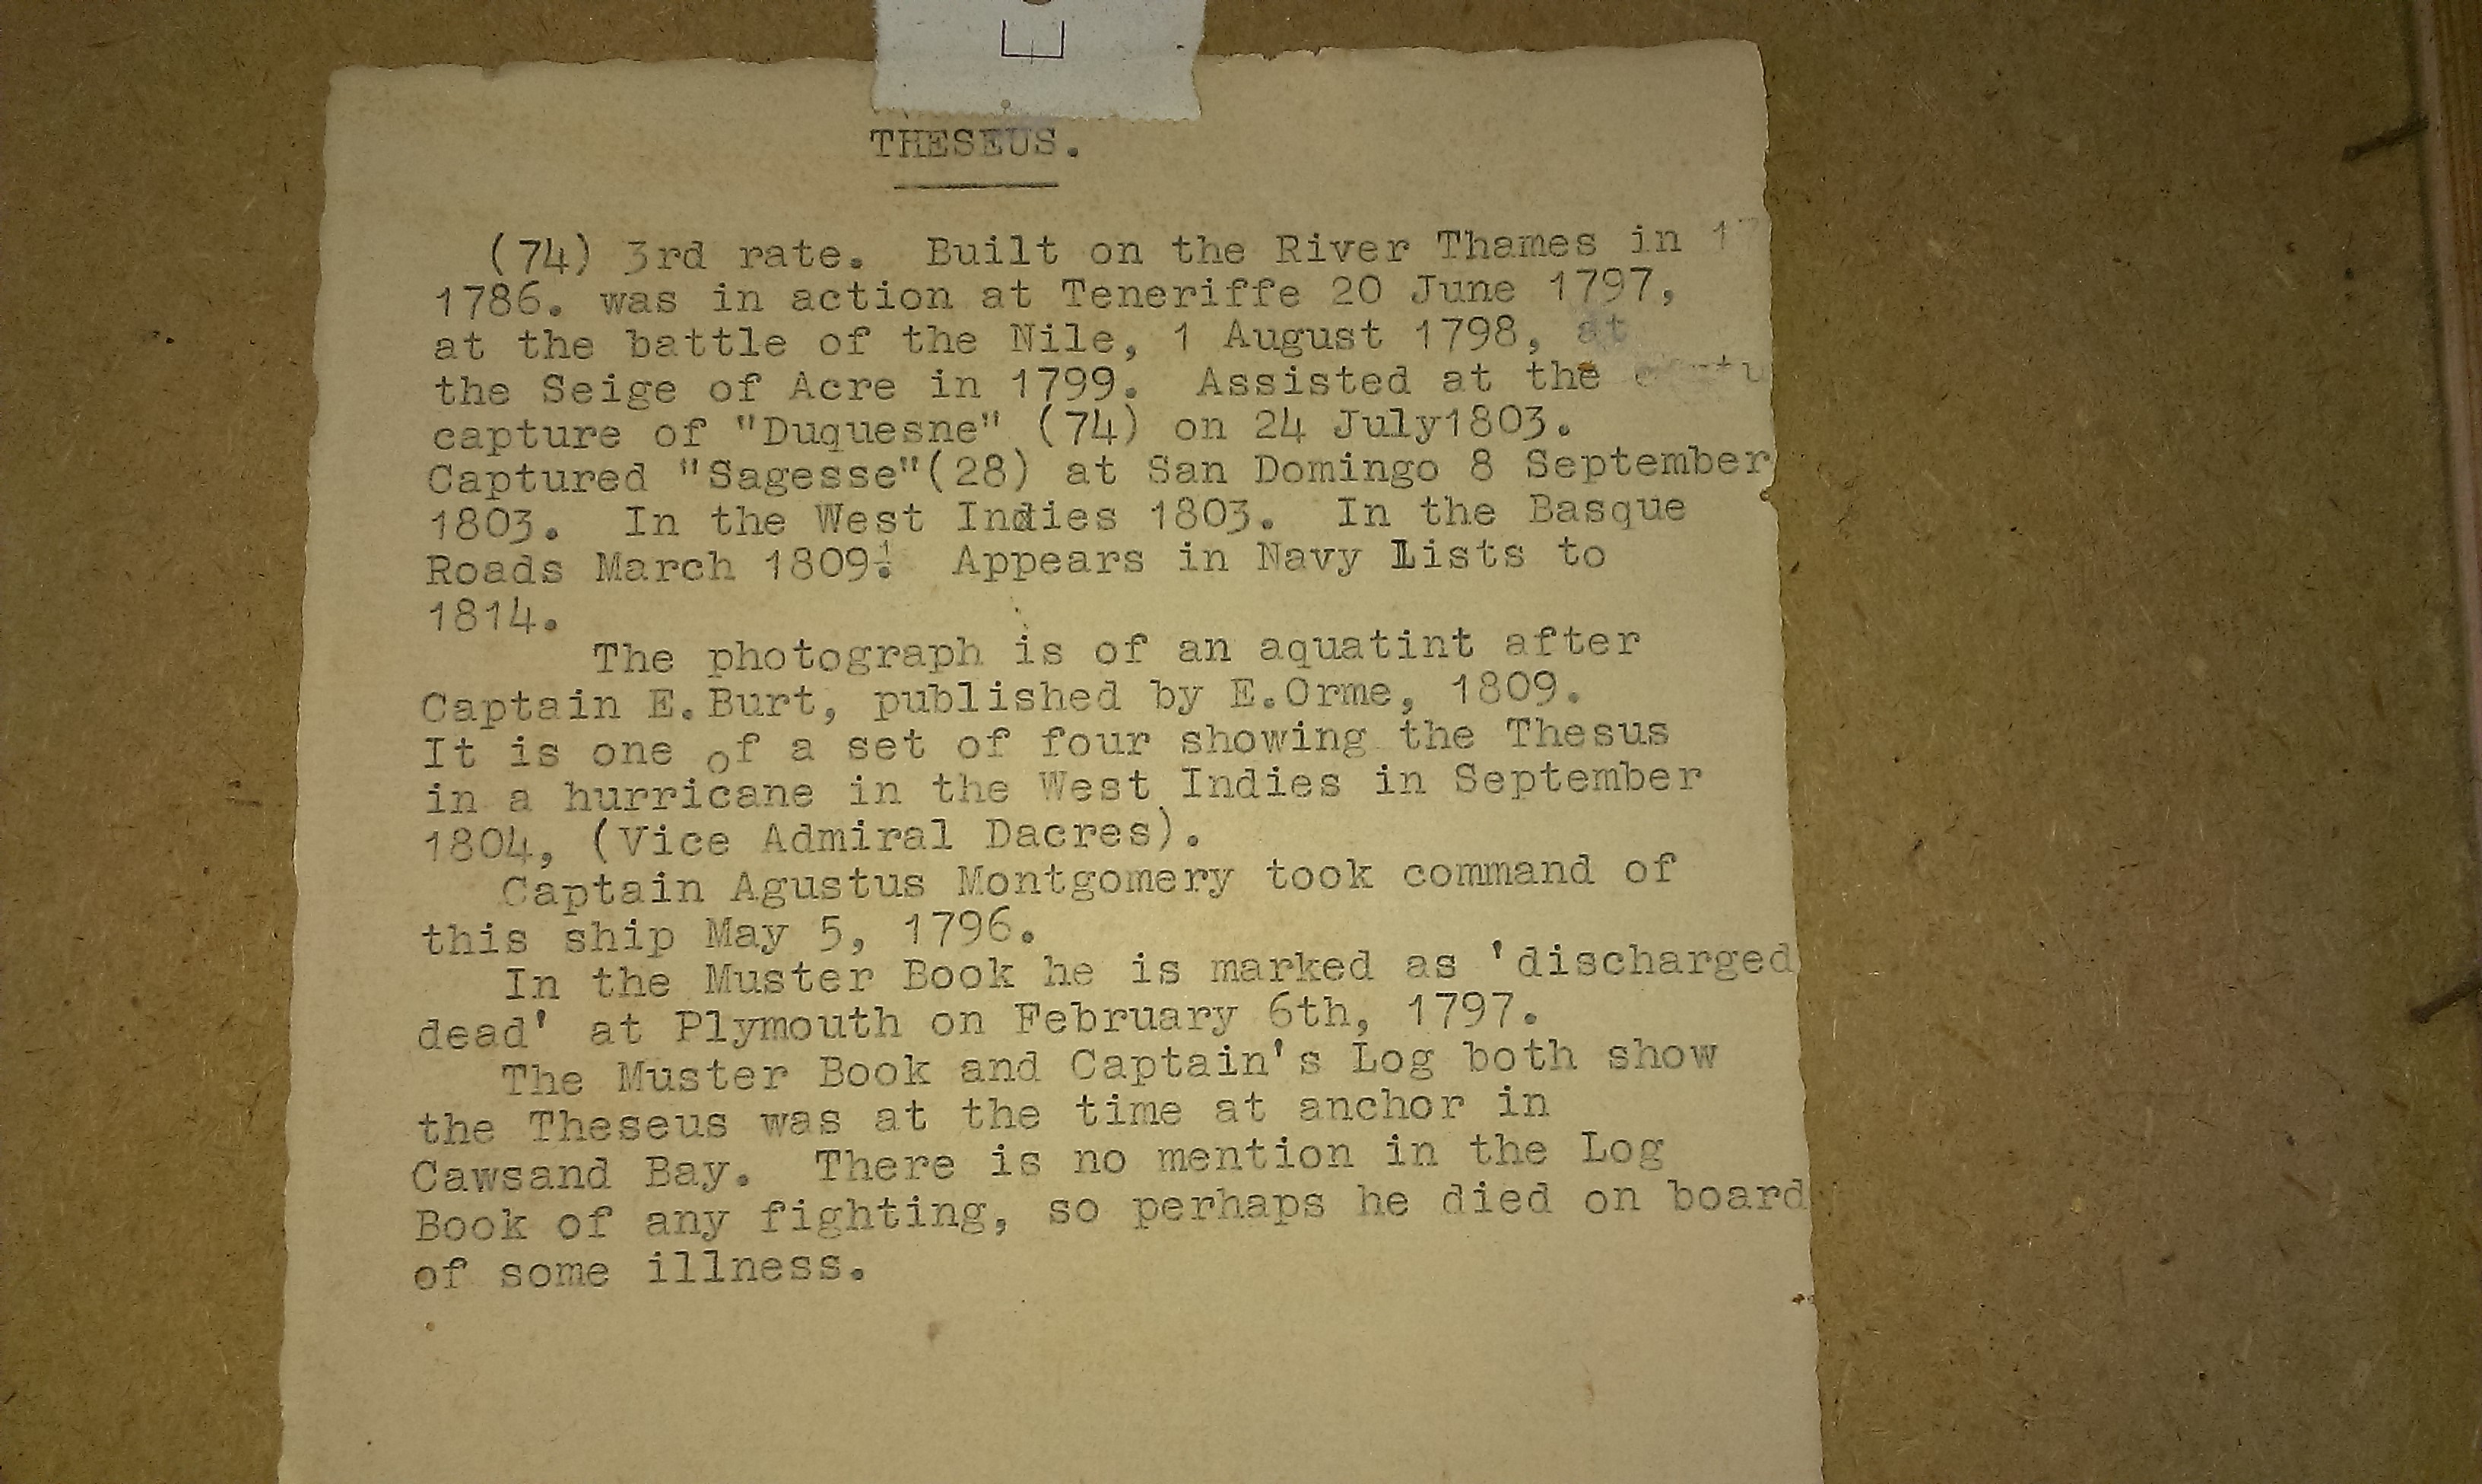 THESEUS.
(74) 3rd rate. Built on the River Thames in 17
1786. was in action at Teneriffe 20 June 1797,
at the battle of the Nile, 1 August 1798, at
the Seige of Acre in 1799. Assisted at the
capture of "Duquesne" (74) on 24 July1803.
Captured "Sagesse"(28) at San Domingo 8 September
1803. In the West Indies 1803. In the Basque
Roads March 1809. Appears in Navy Lists to
1814.
The photograph is of an aquatint after
Captain E.Burt, published by E.Orme, 1809.
It is one of a set of four showing the Thesus
in a hurricane in the West Indies in September
1804, (Vice Admiral Dacres).
Captain Agustus Montgomery took command of
this ship May 5, 1796.
In the Muster Book he is marked as 'discharged
dead' at Plymouth on February 6th, 1797.
The Muster Book and Captain's Log both show
the Theseus was at the time at anchor in
Cawsand Bay. There is no mention in the Log
Book of any fighting, so perhaps he died on board
of some illness.